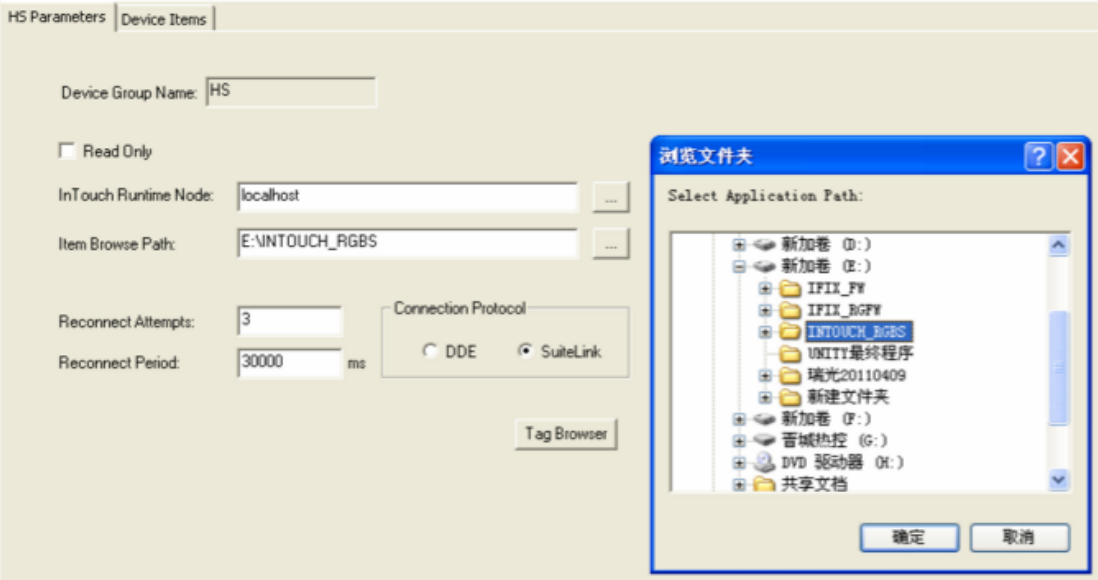 HS Parameters
Device Items
Device Group Name: HS
Read Only
InTouch Runtime Node: localhost ...
Item Browse Path: E:\INTOUCH_RGBS ...
Reconnect Attempts: 3
Reconnect Period: 30000 ms
Connection Protocol
DDE
SuiteLink
Tag Browser
浏览文件夹
Select Application Path:
新加卷 (D:)
新加卷 (E:)
IFIX_FW
IFIX_RGFW
INTOUCH_RGBS
UNITY最终程序
瑞光20110409
新建文件夹
新加卷 (F:)
晋城热控 (G:)
DVD 驱动器 (H:)
共享文档
确定
取消